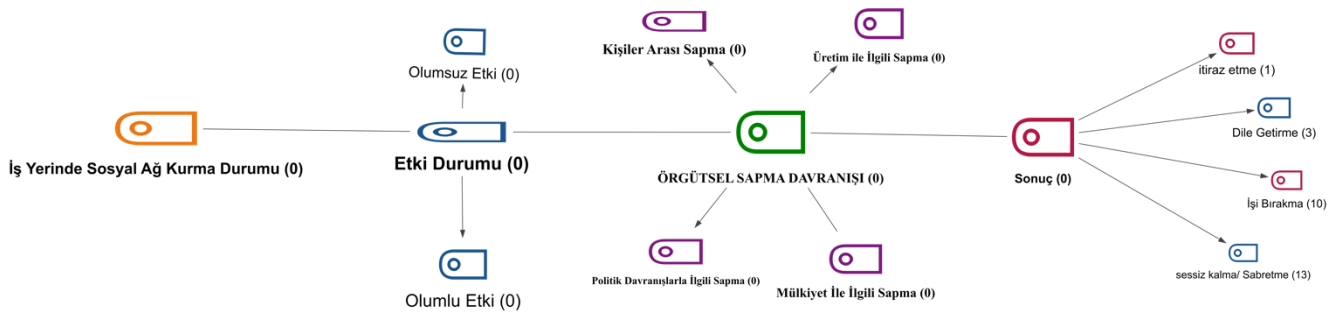 Kişiler Arası Sapma (0)
Üretim ile İlgili Sapma (0)
Olumsuz Etki (0)
itiraz etme (1)
Dile Getirme (3)
İş Yerinde Sosyal Ağ Kurma Durumu (0)
Etki Durumu (0)
ÖRGÜTSEL SAPMA DAVRANIŞI (0)
Sonuç (0)
İşi Bırakma (10)
Olumlu Etki (0)
Politik Davranışlarla İlgili Sapma (0)
Mülkiyet İle İlgili Sapma (0)
sessiz kalma/ Sabretme (13)